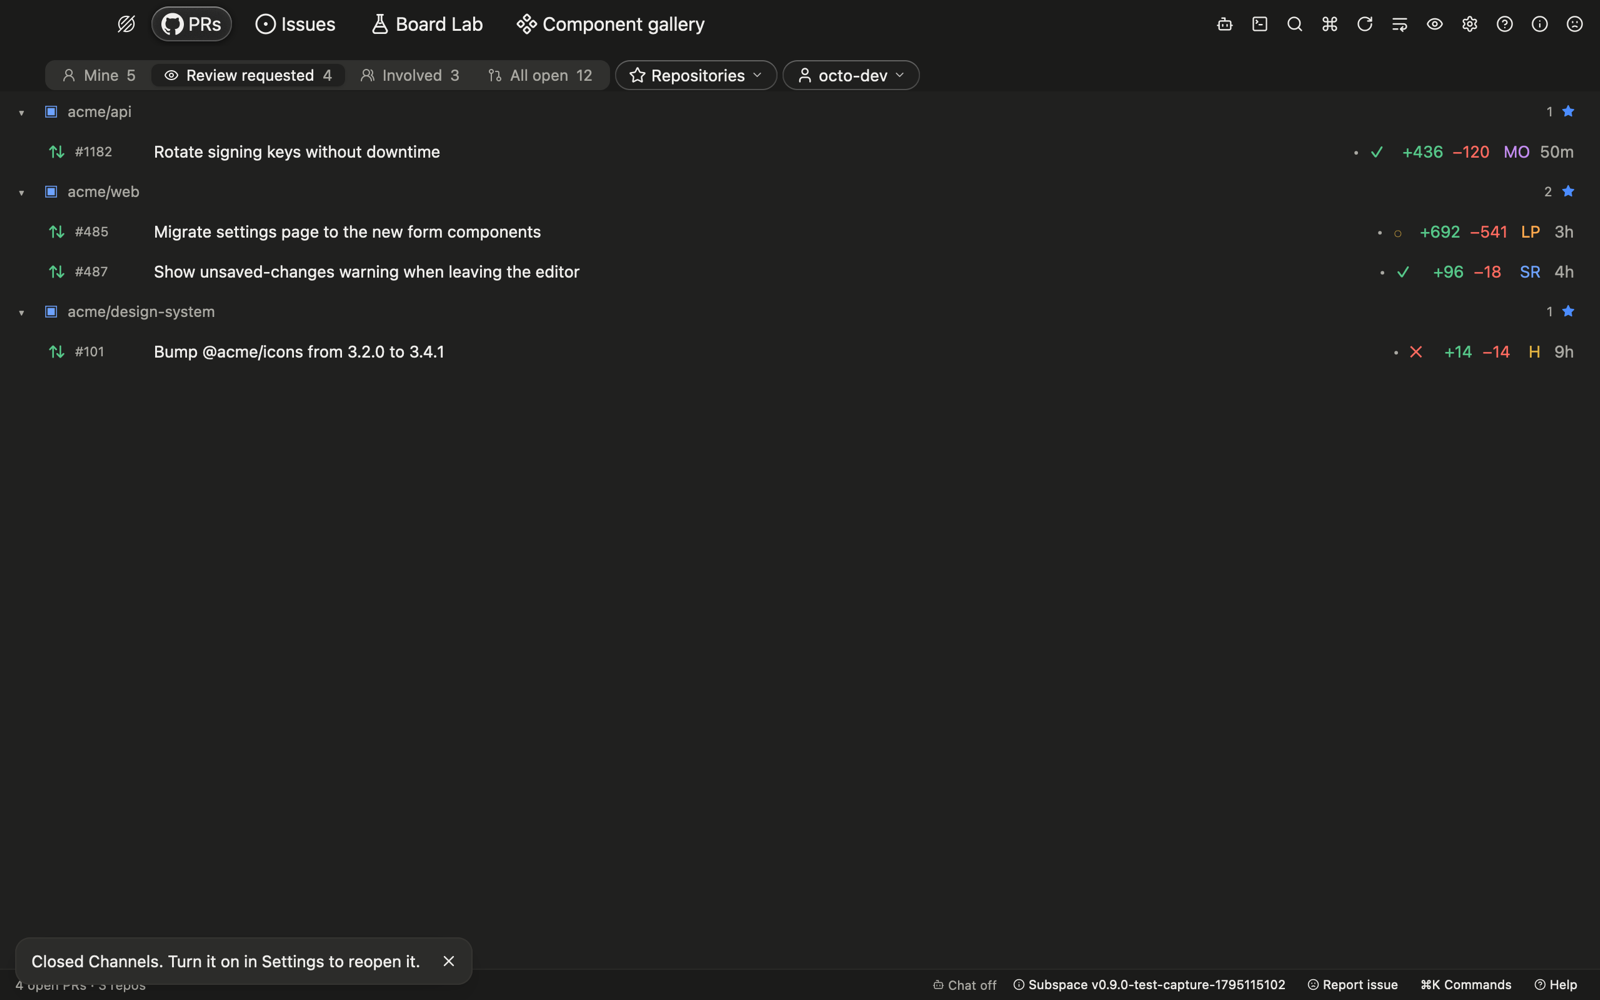 PRs Issues Board Lab Component gallery
Mine 5 Review requested 4 Involved 3 All open 12 Repositories octo-dev
acme/api 1
#1182 Rotate signing keys without downtime +436 −120 MO 50m
acme/web 2
#485 Migrate settings page to the new form components +692 −541 LP 3h
#487 Show unsaved-changes warning when leaving the editor +96 −18 SR 4h
acme/design-system 1
#101 Bump @acme/icons from 3.2.0 to 3.4.1 +14 −14 H 9h
Closed Channels. Turn it on in Settings to reopen it.
4 open PRs · 3 repos Chat off Subspace v0.9.0-test-capture-1795115102 Report issue ⌘K Commands Help